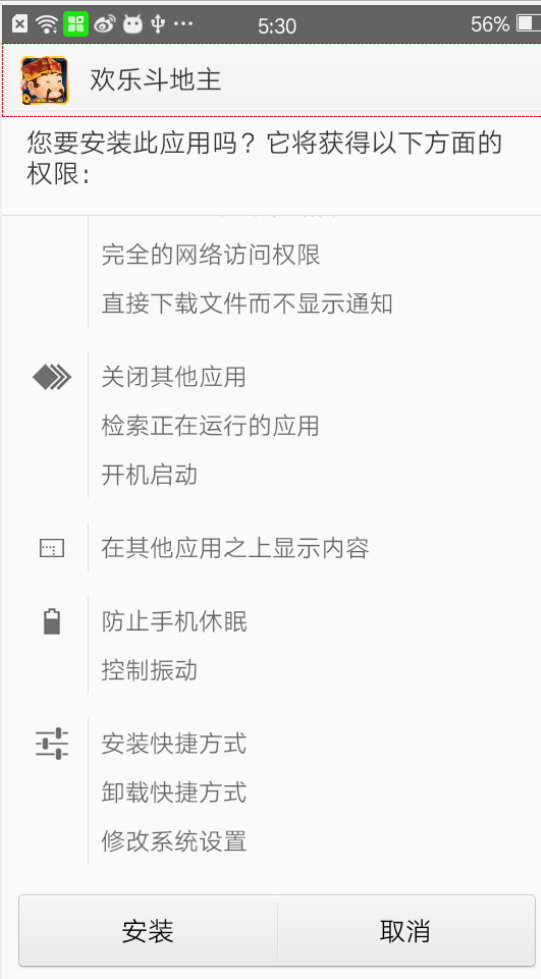 5:30
56%
欢乐斗地主
您要安装此应用吗？它将获得以下方面的
权限：
完全的网络访问权限
直接下载文件而不显示通知
关闭其他应用
检索正在运行的应用
开机启动
在其他应用之上显示内容
防止手机休眠
控制振动
安装快捷方式
卸载快捷方式
修改系统设置
安装
取消